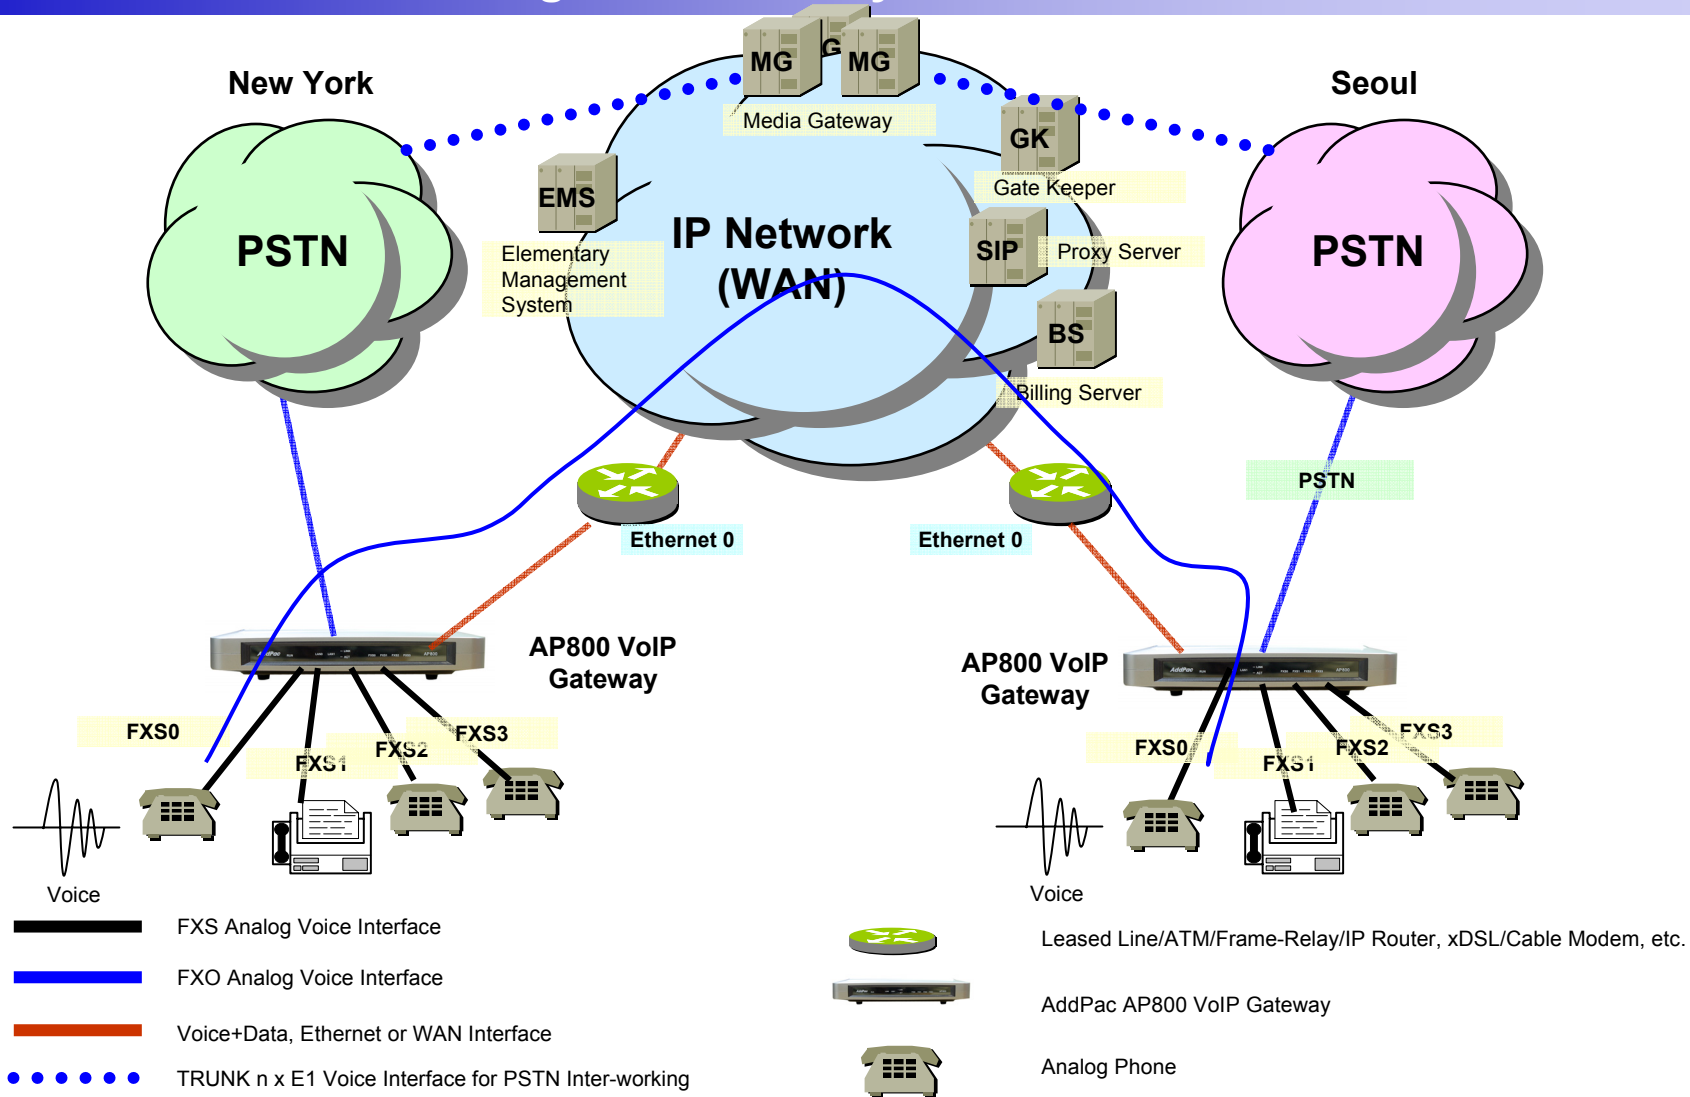 MG
G
MG
New York
Seoul
Media Gateway
GK
Gate Keeper
EMS
PSTN
IP Network
(WAN)
SIP
Proxy Server
PSTN
Elementary
Management
System
BS
Billing Server
PSTN
Ethernet 0
Ethernet 0
AP800 VoIP
Gateway
AP800 VoIP
Gateway
AddPac
AP800
AddPac
AP800
FXS0
FXS1
FXS2
FXS3
FXS0
FXS1
FXS2
FXS3
Voice
Voice
FXS Analog Voice Interface
FXO Analog Voice Interface
Voice+Data, Ethernet or WAN Interface
TRUNK n x E1 Voice Interface for PSTN Inter-working
Leased Line/ATM/Frame-Relay/IP Router, xDSL/Cable Modem, etc.
AddPac AP800 VoIP Gateway
Analog Phone